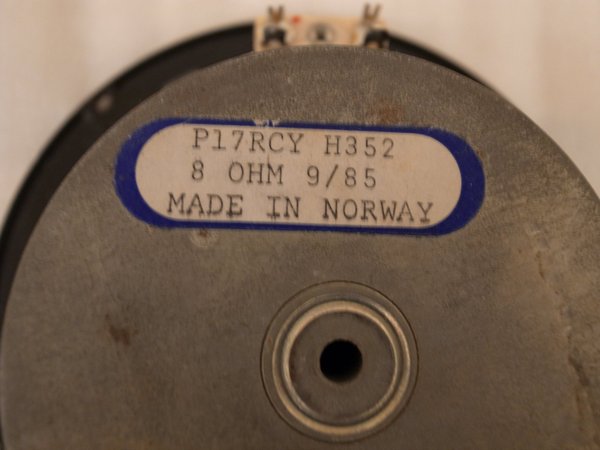 P17RCY H352
8 OHM 9/85
MADE IN NORWAY